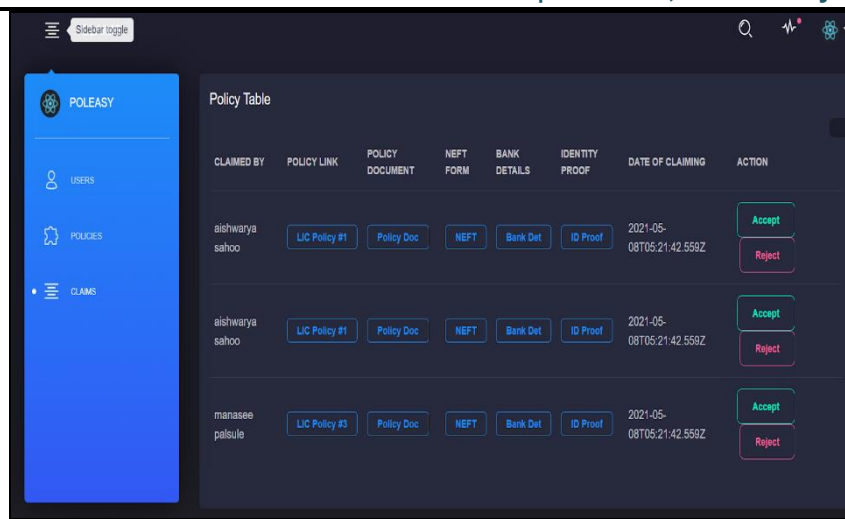 Sidebar toggle
POLEASY
USERS
POLICIES
CLAIMS
Policy Table
CLAIMED BY POLICY LINK POLICY DOCUMENT NEFT FORM BANK DETAILS IDENTITY PROOF DATE OF CLAIMING ACTION
aishwarya sahoo LIC Policy #1 Policy Doc NEFT Bank Det ID Proof 2021-05-08T05:21:42.559Z Accept Reject
aishwarya sahoo LIC Policy #1 Policy Doc NEFT Bank Det ID Proof 2021-05-08T05:21:42.559Z Accept Reject
manasee palsule LIC Policy #3 Policy Doc NEFT Bank Det ID Proof 2021-05-08T05:21:42.559Z Accept Reject